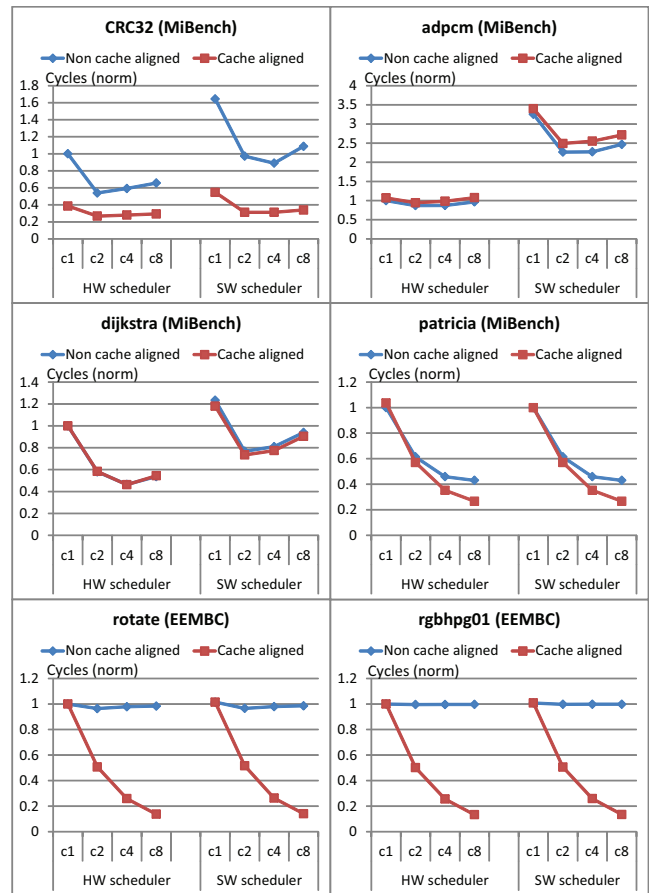 CRC32 (MiBench)
Non cache aligned Cache aligned
Cycles (norm)
1.8
1.6
1.4
1.2
1
0.8
0.6
0.4
0.2
0
c1 c2 c4 c8 c1 c2 c4 c8
HW scheduler SW scheduler
adpcm (MiBench)
Non cache aligned Cache aligned
Cycles (norm)
4
3.5
3
2.5
2
1.5
1
0.5
0
c1 c2 c4 c8 c1 c2 c4 c8
HW scheduler SW scheduler
dijkstra (MiBench)
Non cache aligned Cache aligned
Cycles (norm)
1.4
1.2
1
0.8
0.6
0.4
0.2
0
c1 c2 c4 c8 c1 c2 c4 c8
HW scheduler SW scheduler
patricia (MiBench)
Non cache aligned Cache aligned
Cycles (norm)
1.2
1
0.8
0.6
0.4
0.2
0
c1 c2 c4 c8 c1 c2 c4 c8
HW scheduler SW scheduler
rotate (EEMBC)
Non cache aligned Cache aligned
Cycles (norm)
1.2
1
0.8
0.6
0.4
0.2
0
c1 c2 c4 c8 c1 c2 c4 c8
HW scheduler SW scheduler
rgbhpg01 (EEMBC)
Non cache aligned Cache aligned
Cycles (norm)
1.2
1
0.8
0.6
0.4
0.2
0
c1 c2 c4 c8 c1 c2 c4 c8
HW scheduler SW scheduler